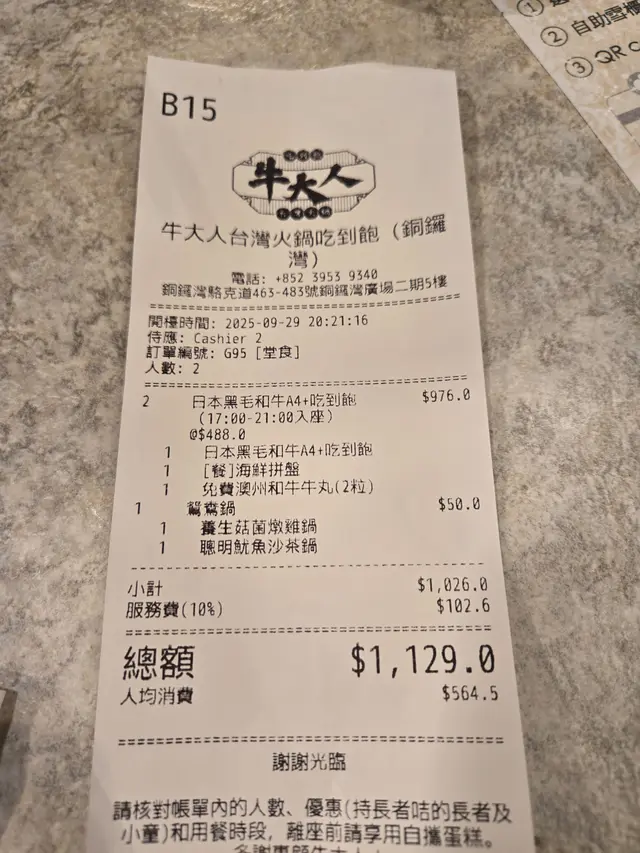 B15
牛大人
牛大人台灣火鍋吃到飽 (銅鑼
灣)
電話: +852 3953 9340
銅鑼灣駱克道463-483號銅鑼灣廣場二期5樓
開檯時間: 2025-09-29 20:21:16
侍應: Cashier 2
訂單編號: G95 [堂食]
人數: 2
2 日本黑毛和牛A4+吃到飽 $976.0
(17:00-21:00入座)
@$488.0
1 日本黑毛和牛A4+吃到飽
1 [餐]海鮮拼盤
1 免費澳州和牛牛丸(2粒)
1 鴛鴦鍋 $50.0
1 養生菇菌燉雞鍋
1 聰明魷魚沙茶鍋
小計 $1,026.0
服務費(10%) $102.6
總額 $1,129.0
人均消費 $564.5
謝謝光臨
請核對帳單內的人數、優惠(持長者咭的長者及
小童)和用餐時段, 離座前請享用自攜蛋糕。
①
② 自助雪櫃
③ QR c